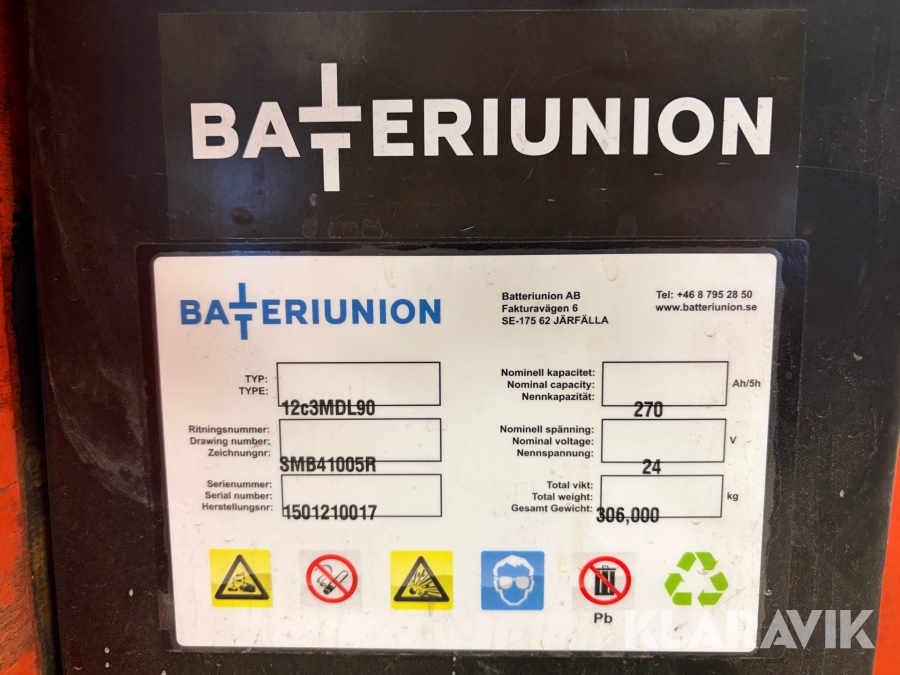 BATTERIUNION
BATTERIUNION
Batteriunion AB
Fakturavägen 6
SE-175 62 JÄRFÄLLA
Tel: +46 8 795 28 50
www.batteriunion.se
TYP:
TYPE:
12c3MDL90
Ritningsnummer:
Drawing number:
Zeichnungnr:
SMB41005R
Serienummer:
Serial number:
Herstellungsnr:
1501210017
Nominell kapacitet:
Nominal capacity:
Nennkapazität:
270
Ah/5h
Nominell spänning:
Nominal voltage:
Nennspannung:
24
V
Total vikt:
Total weight:
Gesamt Gewicht:
306,000
kg
Pb
KLARAVIK